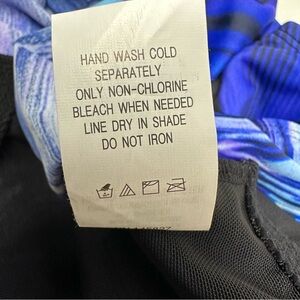 HAND WASH COLD
SEPARATELY
ONLY NON-CHLORINE
BLEACH WHEN NEEDED
LINE DRY IN SHADE
DO NOT IRON